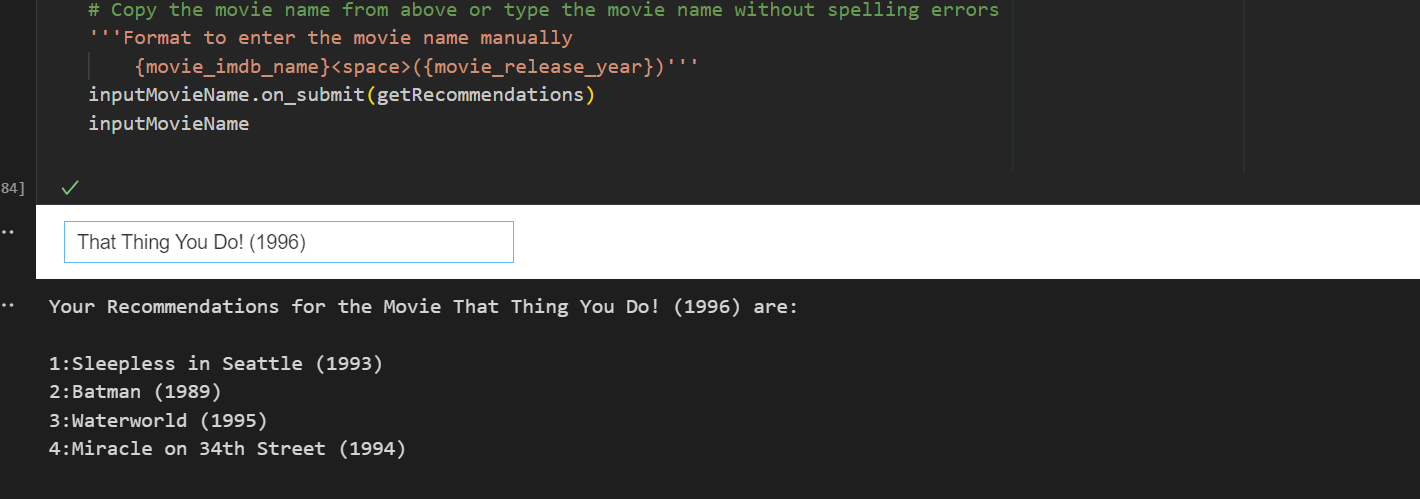 # Copy the movie name from above or type the movie name without spelling errors
'''Format to enter the movie name manually
{movie_imdb_name}<space>({movie_release_year})'''
inputMovieName.on_submit(getRecommendations)
inputMovieName
84]
That Thing You Do! (1996)
Your Recommendations for the Movie That Thing You Do! (1996) are:
1:Sleepless in Seattle (1993)
2:Batman (1989)
3:Waterworld (1995)
4:Miracle on 34th Street (1994)